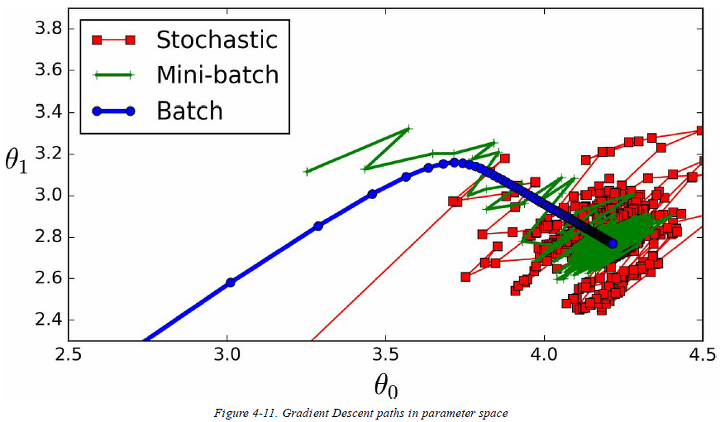 3.8
3.6
3.4
3.2
3.0
2.8
2.6
2.4
θ1
Stochastic
Mini-batch
Batch
2.5 3.0 3.5 4.0 4.5
θ0
Figure 4-11. Gradient Descent paths in parameter space